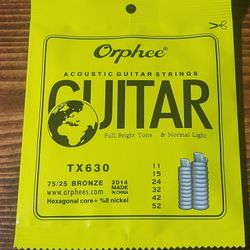 Orphee®
ACOUSTIC GUITAR STRINGS
GUITAR
Full, Bright Tone & Normal Light
TX630
75/25 BRONZE
www.orphees.com
Hexagonal core+ %8 nickel
2014
MADE
IN CHINA
11
15
24
32
42
52